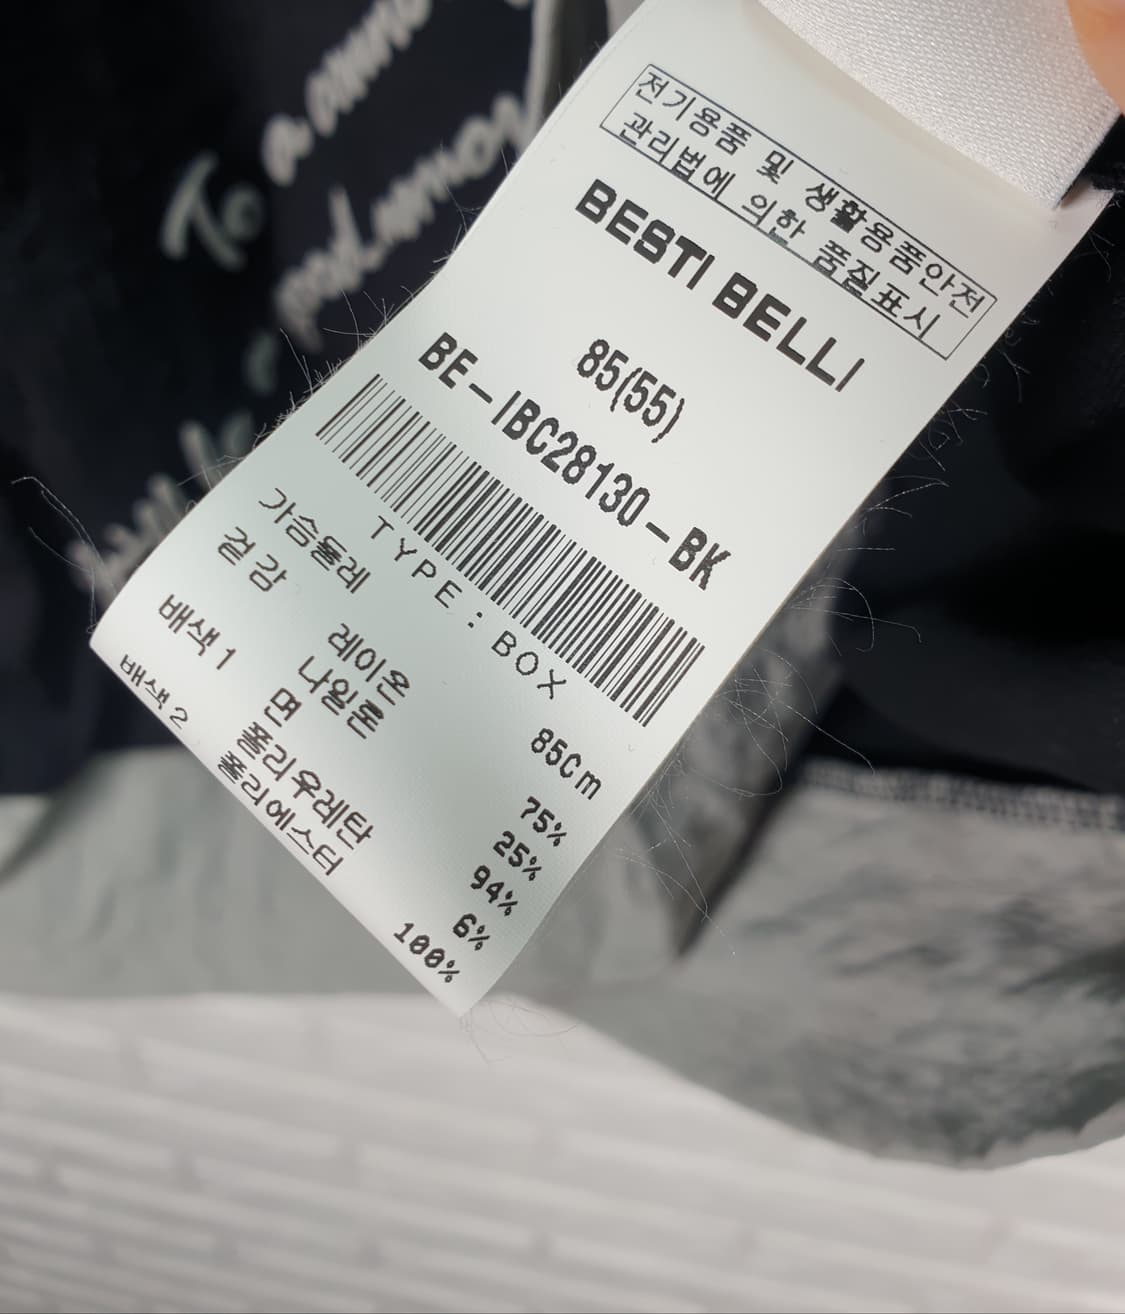 전기용품 및 생활용품안전
관리법에 의한 품질표시
BESTI BELLI
85(55)
BE-IBC28130-BK
TYPE:BOX
가슴둘레 85Cm
겉감 레이온 75%
나일론 25%
배색1 면 94%
폴리우레탄 6%
배색2 폴리에스터 100%
To a
good